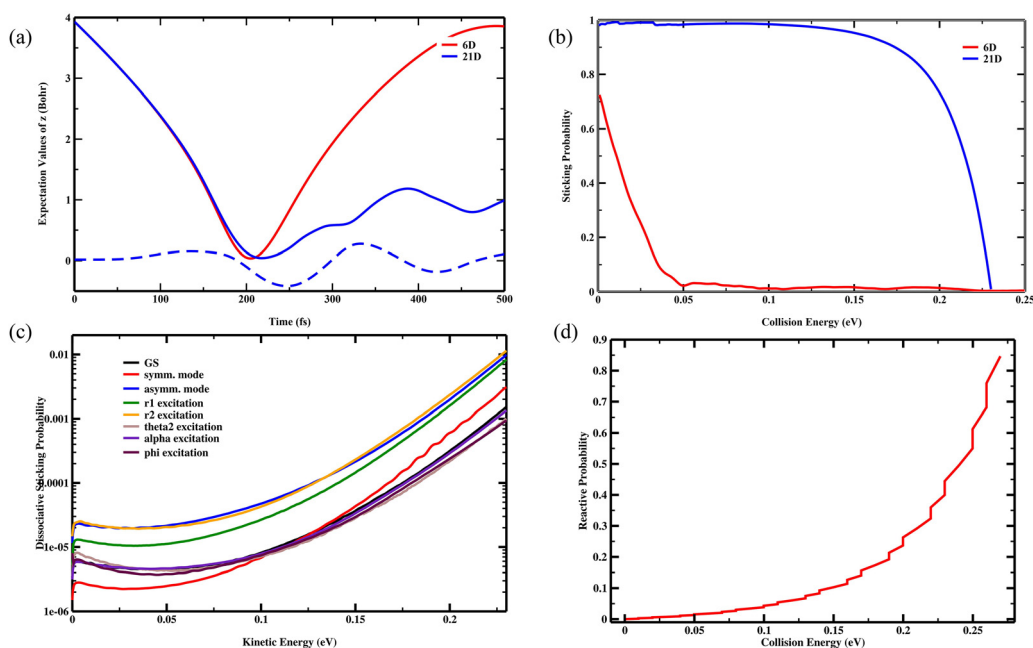 (a)
Expectation Values of z (Bohr)
4
3
2
1
0
6D
21D
0
100
200
300
400
500
Time (fs)
(b)
Sticking Probability
1
0.8
0.6
0.4
0.2
0
6D
21D
0
0.05
0.1
0.15
0.2
0.25
Collision Energy (eV)
(c)
Dissociative Sticking Probability
0.01
0.001
0.0001
1e-05
1e-06
GS
symm. mode
asymm. mode
r1 excitation
r2 excitation
theta2 excitation
alpha excitation
phi excitation
0
0.05
0.1
0.15
0.2
Kinetic Energy (eV)
(d)
Reactive Probability
0.9
0.8
0.7
0.6
0.5
0.4
0.3
0.2
0.1
0
0
0.05
0.1
0.15
0.2
0.25
Collision Energy (eV)